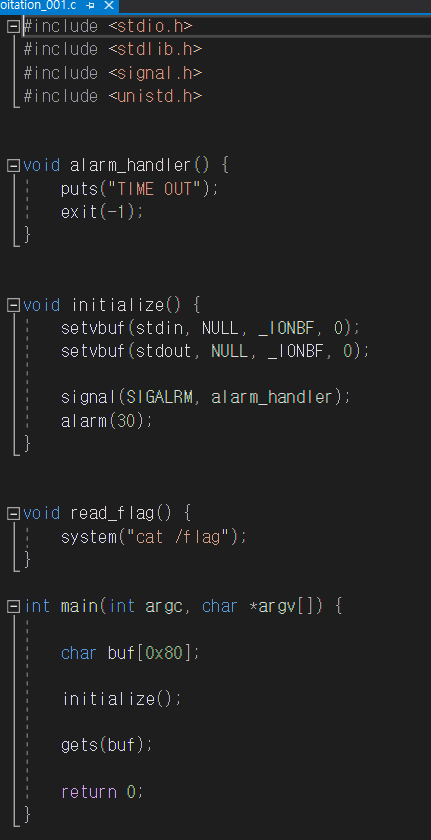 oitation_001.c
#include <stdio.h>
#include <stdlib.h>
#include <signal.h>
#include <unistd.h>
void alarm_handler() {
puts("TIME OUT");
exit(-1);
}
void initialize() {
setvbuf(stdin, NULL, _IONBF, 0);
setvbuf(stdout, NULL, _IONBF, 0);
signal(SIGALRM, alarm_handler);
alarm(30);
}
void read_flag() {
system("cat /flag");
}
int main(int argc, char *argv[]) {
char buf[0x80];
initialize();
gets(buf);
return 0;
}